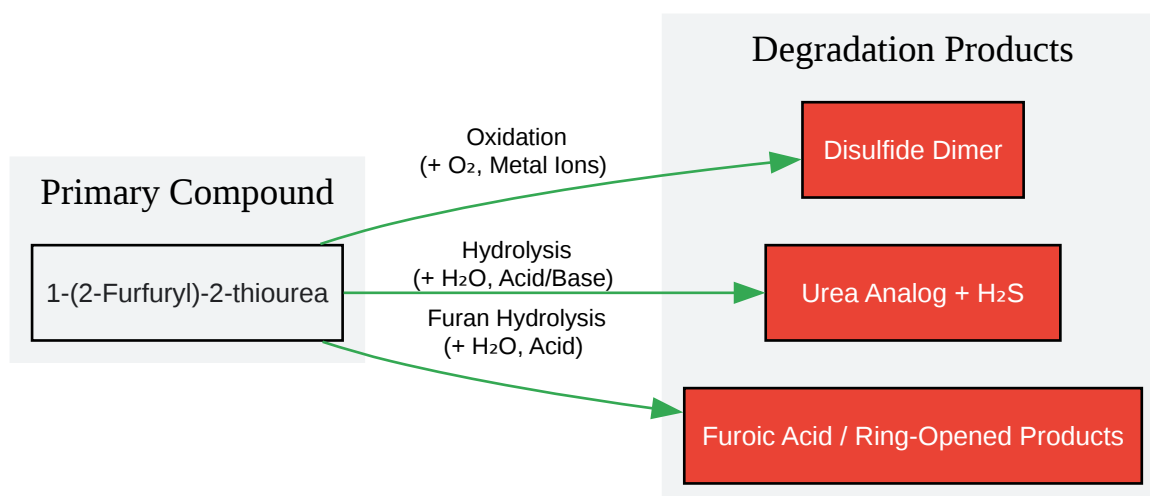 Degradation Products
Primary Compound
1-(2-Furfuryl)-2-thiourea
Oxidation
(+ O₂, Metal Ions)
Disulfide Dimer
Hydrolysis
(+ H₂O, Acid/Base)
Urea Analog + H₂S
Furan Hydrolysis
(+ H₂O, Acid)
Furoic Acid / Ring-Opened Products